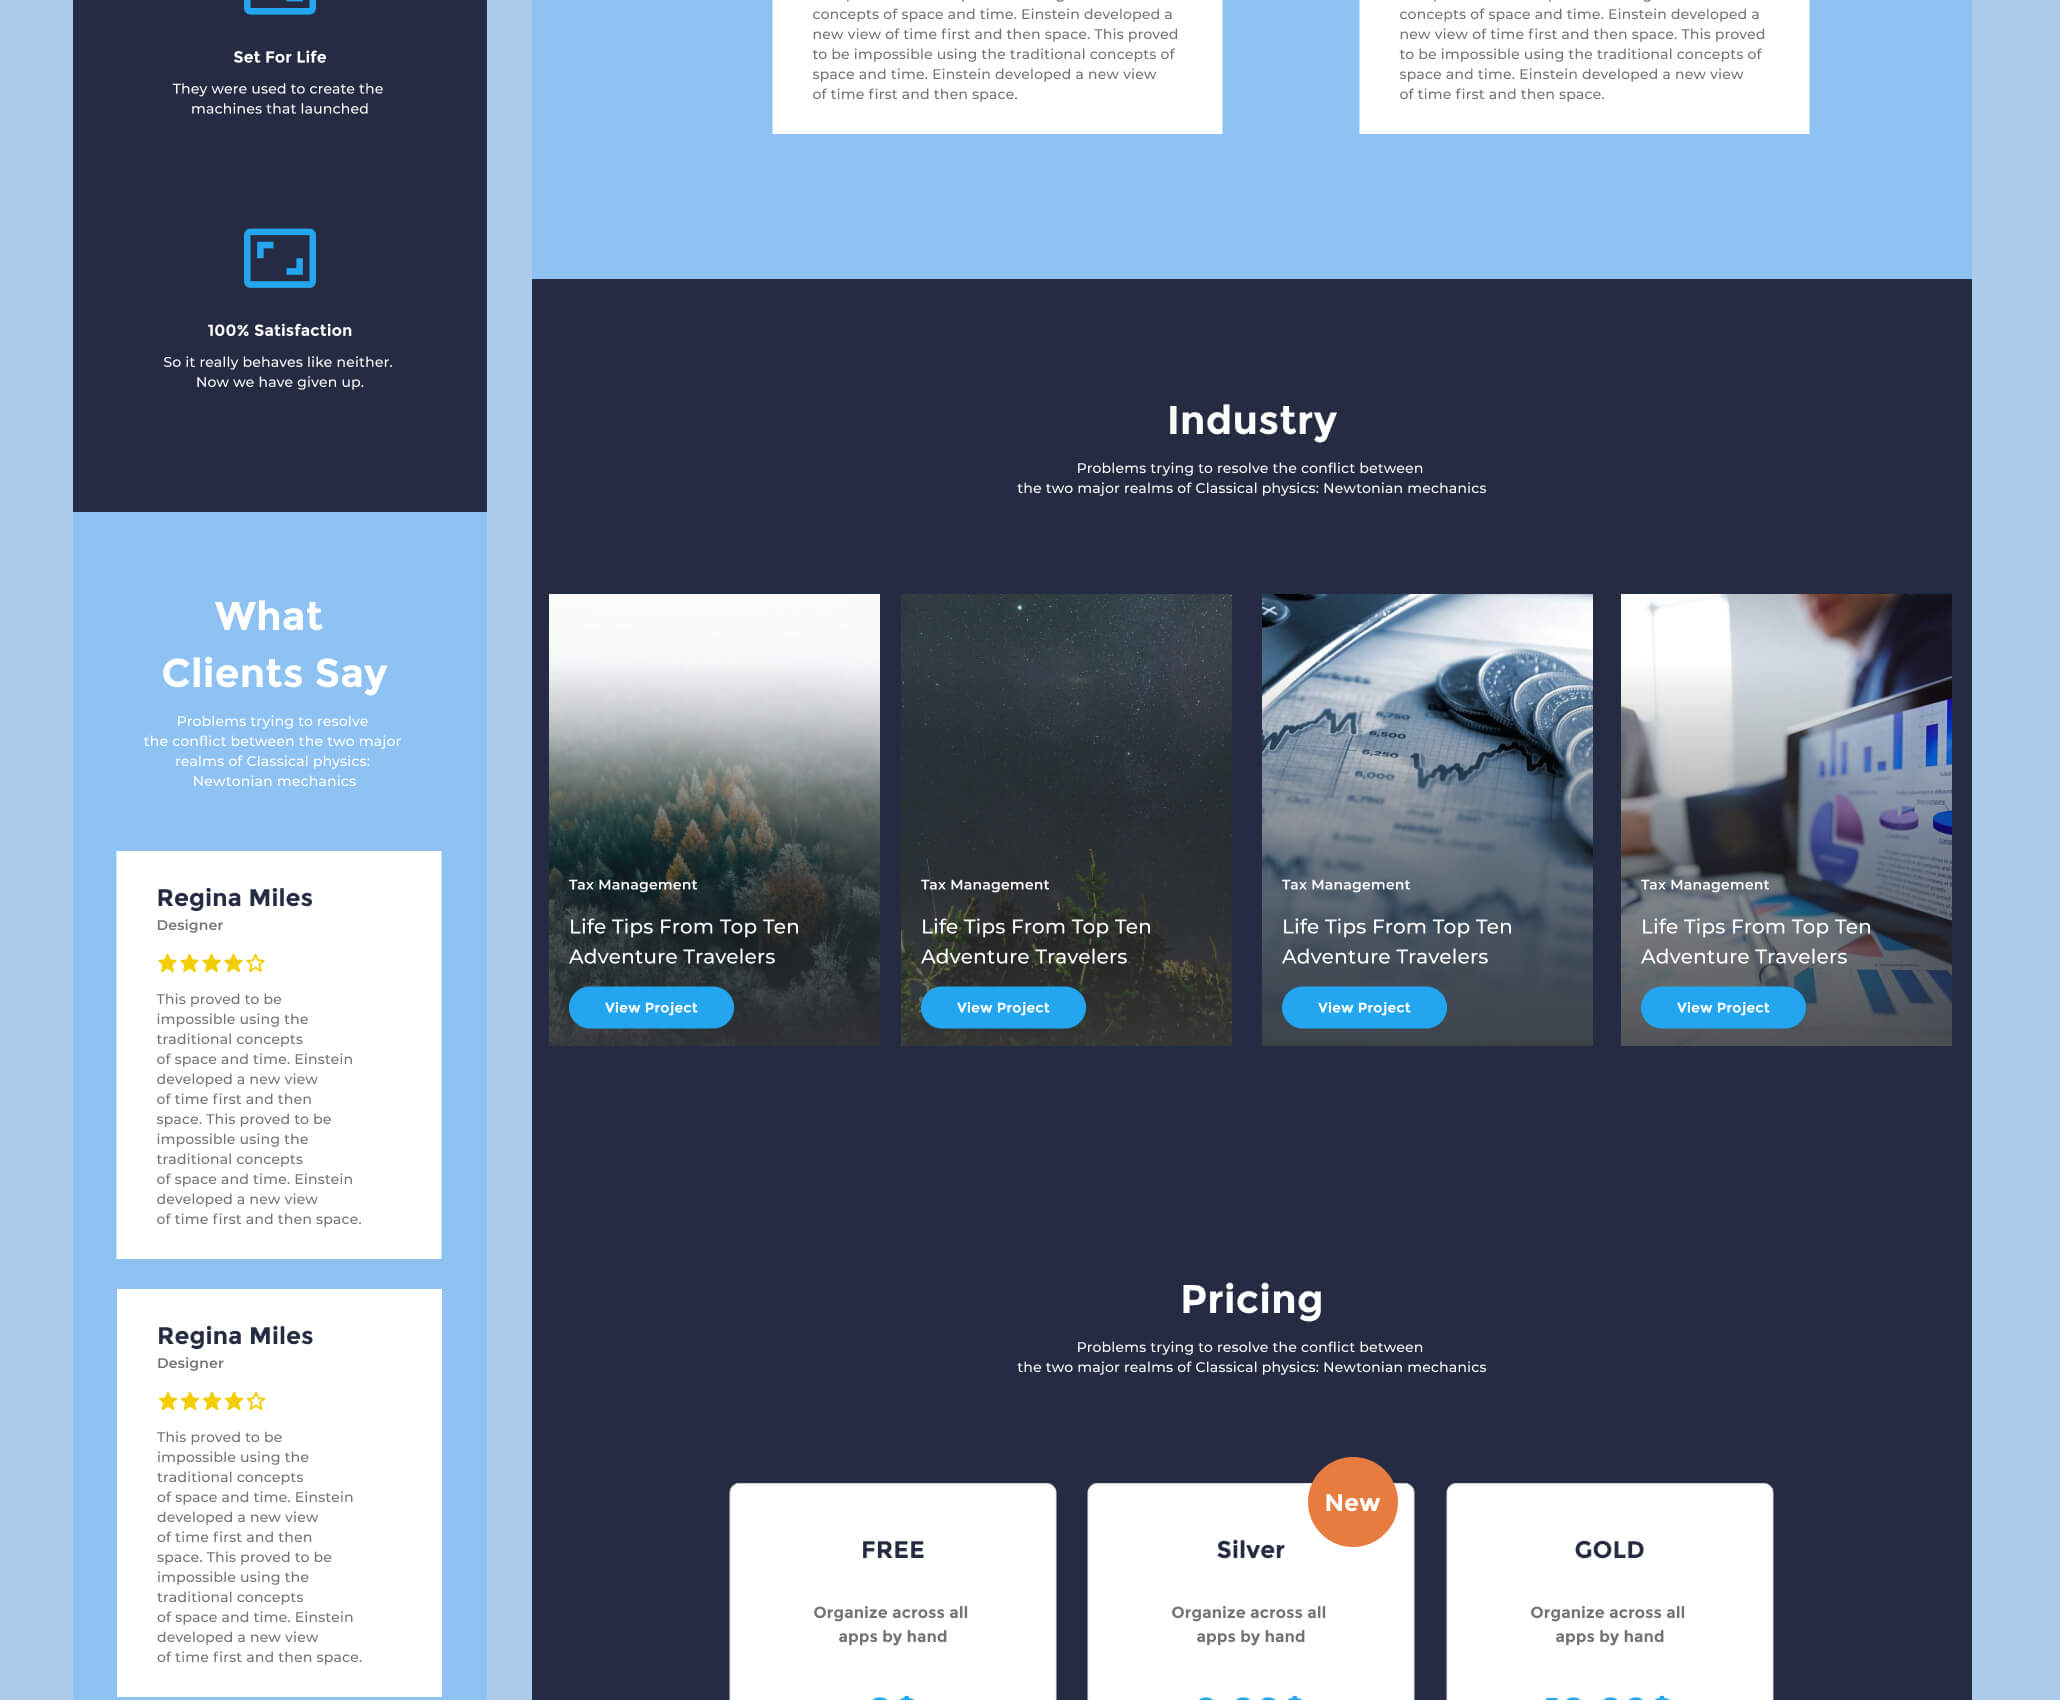 Set For Life
They were used to create the
machines that launched
100% Satisfaction
So it really behaves like neither.
Now we have given up.
What
Clients Say
Problems trying to resolve
the conflict between the two major
realms of Classical physics:
Newtonian mechanics
Regina Miles
Designer
This proved to be
impossible using the
traditional concepts
of space and time. Einstein
developed a new view
of time first and then
space. This proved to be
impossible using the
traditional concepts
of space and time. Einstein
developed a new view
of time first and then space.
Regina Miles
Designer
This proved to be
impossible using the
traditional concepts
of space and time. Einstein
developed a new view
of time first and then
space. This proved to be
impossible using the
traditional concepts
of space and time. Einstein
developed a new view
of time first and then space.
concepts of space and time. Einstein developed a
new view of time first and then space. This proved
to be impossible using the traditional concepts of
space and time. Einstein developed a new view
of time first and then space.
concepts of space and time. Einstein developed a
new view of time first and then space. This proved
to be impossible using the traditional concepts of
space and time. Einstein developed a new view
of time first and then space.
Industry
Problems trying to resolve the conflict between
the two major realms of Classical physics: Newtonian mechanics
Tax Management
Life Tips From Top Ten
Adventure Travelers
View Project
Tax Management
Life Tips From Top Ten
Adventure Travelers
View Project
6,750
6,500
6,250
6,000
Tax Management
Life Tips From Top Ten
Adventure Travelers
View Project
Tax Management
Life Tips From Top Ten
Adventure Travelers
View Project
Pricing
Problems trying to resolve the conflict between
the two major realms of Classical physics: Newtonian mechanics
FREE
Organize across all
apps by hand
New
Silver
Organize across all
apps by hand
GOLD
Organize across all
apps by hand